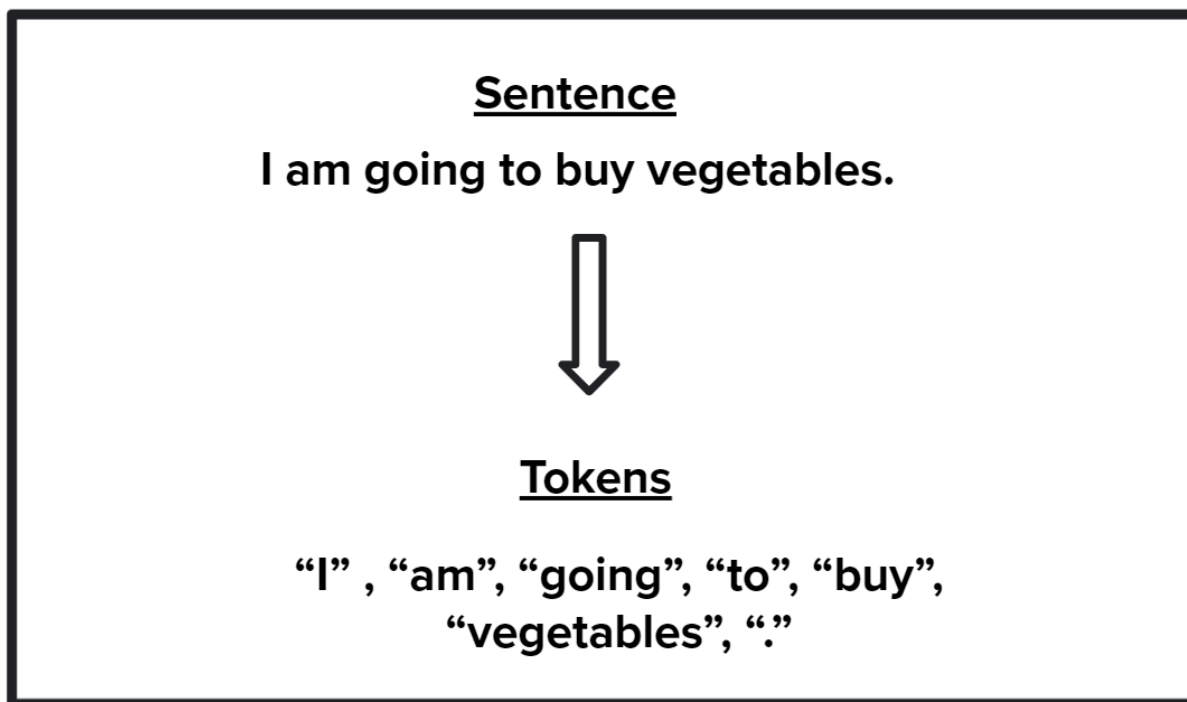 Sentence
I am going to buy vegetables.
Tokens
“I” , “am”, “going”, “to”, “buy”,
“vegetables”, “.”